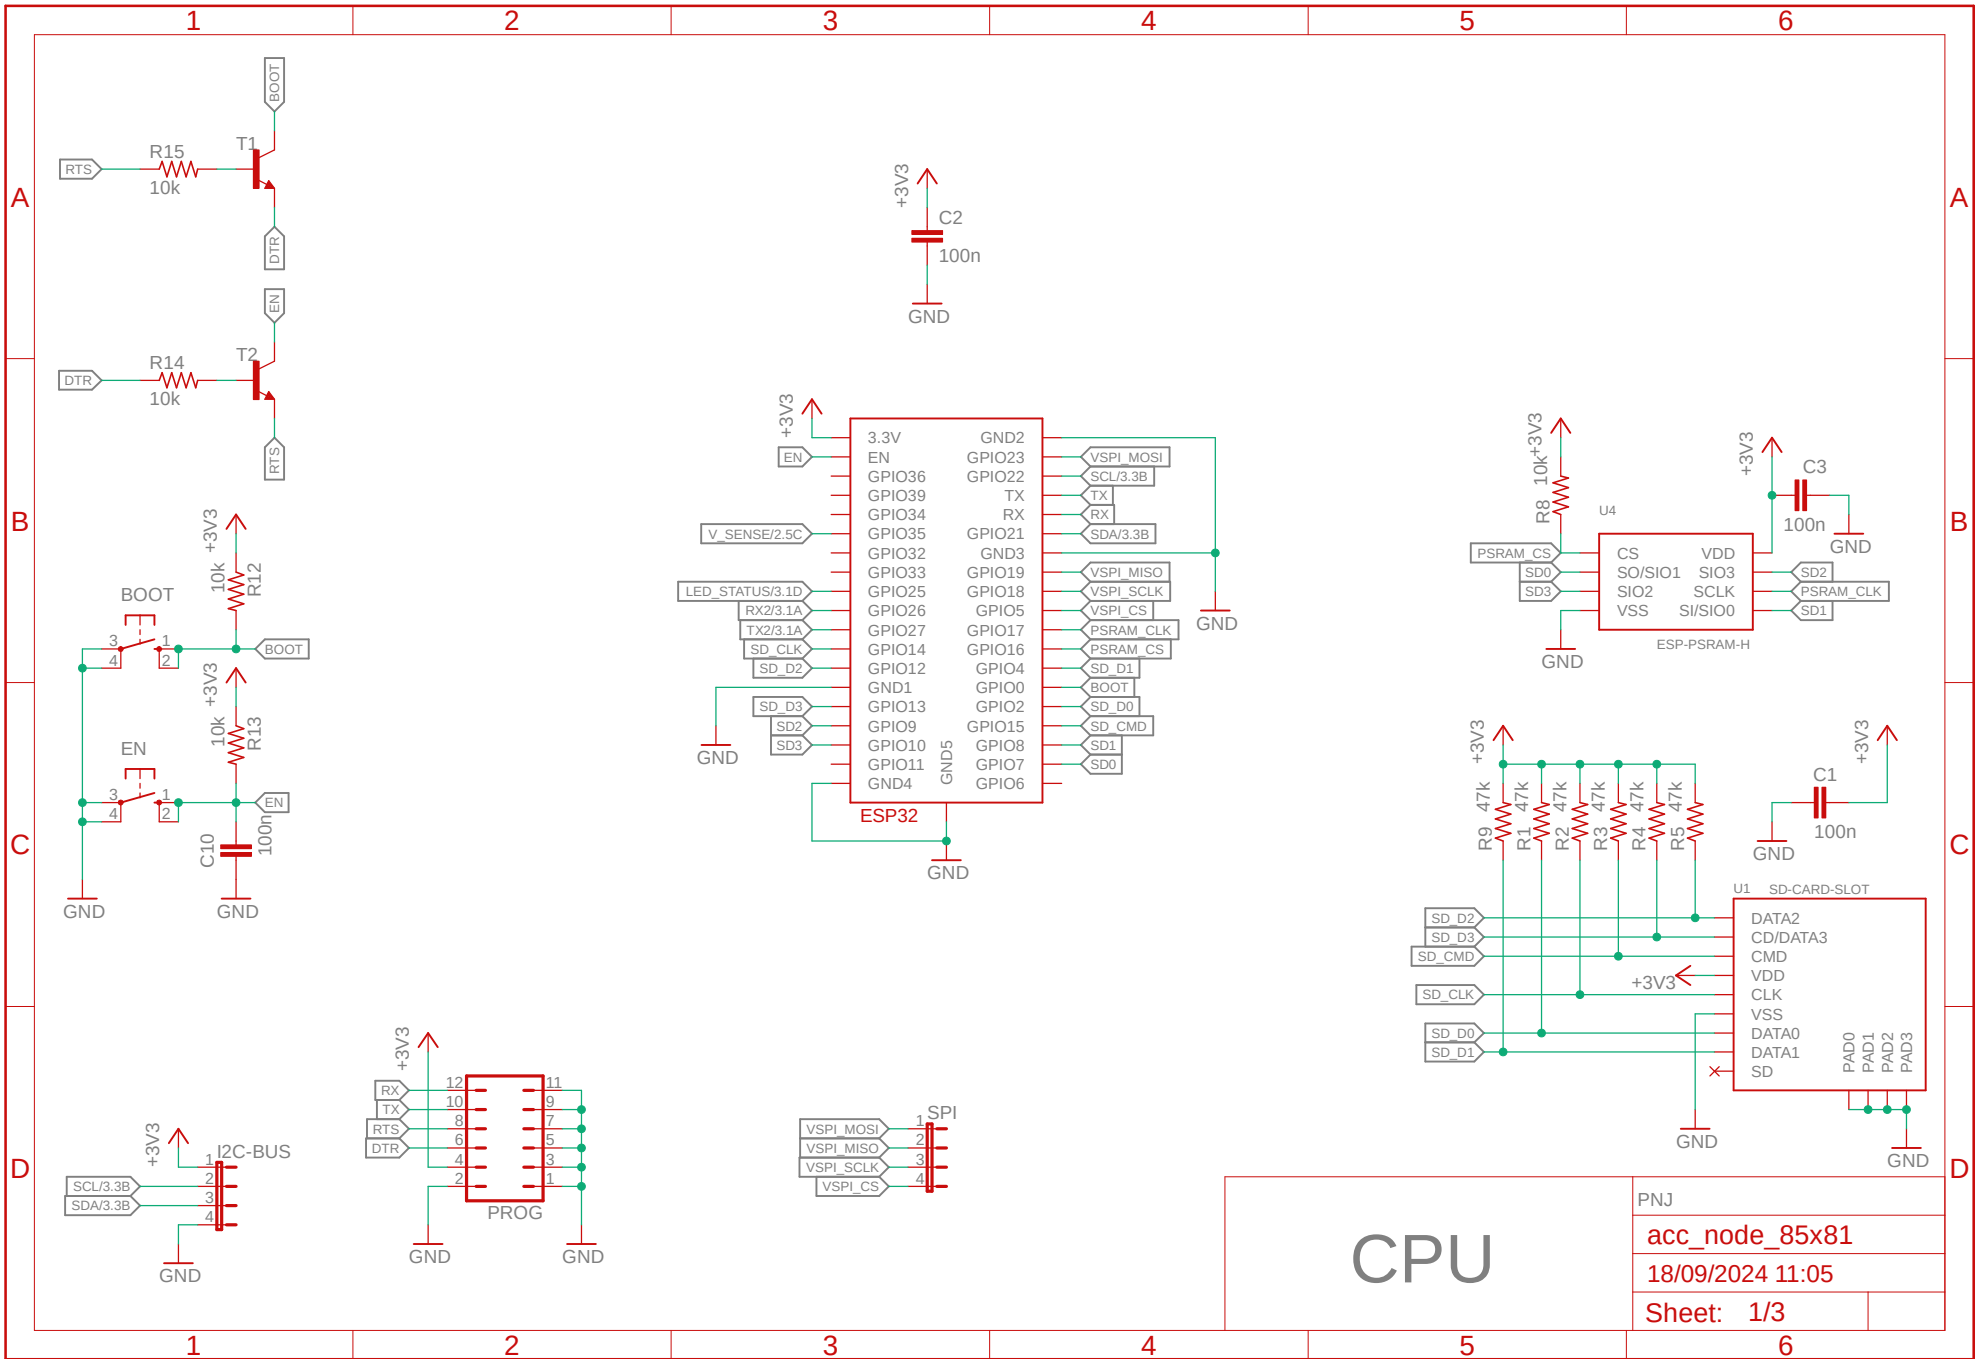 1 2 3 4 5 6
A A
B B
C C
D D
BOOT
RTS
R15
10k
T1
DTR
EN
DTR
R14
10k
T2
RTS
+3V3
10k
R12
BOOT
3
4
1
2
BOOT
+3V3
10k
R13
EN
3
4
1
2
EN
C10
100n
GND
GND
+3V3
C2
100n
GND
+3V3
EN
V_SENSE/2.5C
LED_STATUS/3.1D
RX2/3.1A
TX2/3.1A
SD_CLK
SD_D2
SD_D3
SD2
SD3
GND
3.3V
EN
GPIO36
GPIO39
GPIO34
GPIO35
GPIO32
GPIO33
GPIO25
GPIO26
GPIO27
GPIO14
GPIO12
GND1
GPIO13
GPIO9
GPIO10
GPIO11
GND4
GND5
GND2
GPIO23
GPIO22
TX
RX
GPIO21
GND3
GPIO19
GPIO18
GPIO5
GPIO17
GPIO16
GPIO4
GPIO0
GPIO2
GPIO15
GPIO8
GPIO7
GPIO6
ESP32
GND
VSPI_MOSI
SCL/3.3B
TX
RX
SDA/3.3B
VSPI_MISO
VSPI_SCLK
VSPI_CS
PSRAM_CLK
PSRAM_CS
SD_D1
BOOT
SD_D0
SD_CMD
SD1
SD0
GND
+3V3
10k
R8
PSRAM_CS
SD0
SD3
GND
U4
CS
SO/SIO1
SIO2
VSS
VDD
SIO3
SCLK
SI/SIO0
ESP-PSRAM-H
+3V3
C3
100n
GND
SD2
PSRAM_CLK
SD1
+3V3
R9 47k
R1 47k
R2 47k
R3 47k
R4 47k
R5 47k
+3V3
C1
100n
GND
U1 SD-CARD-SLOT
SD_D2
SD_D3
SD_CMD
+3V3
SD_CLK
SD_D0
SD_D1
DATA2
CD/DATA3
CMD
VDD
CLK
VSS
DATA0
DATA1
SD
PAD0
PAD1
PAD2
PAD3
GND
GND
+3V3
I2C-BUS
SCL/3.3B
SDA/3.3B
1
2
3
4
GND
+3V3
RX
TX
RTS
DTR
12
10
8
6
4
2
11
9
7
5
3
1
PROG
GND
GND
SPI
VSPI_MOSI
VSPI_MISO
VSPI_SCLK
VSPI_CS
1
2
3
4
CPU
PNJ
acc_node_85x81
18/09/2024 11:05
Sheet: 1/3
1 2 3 4 5 6